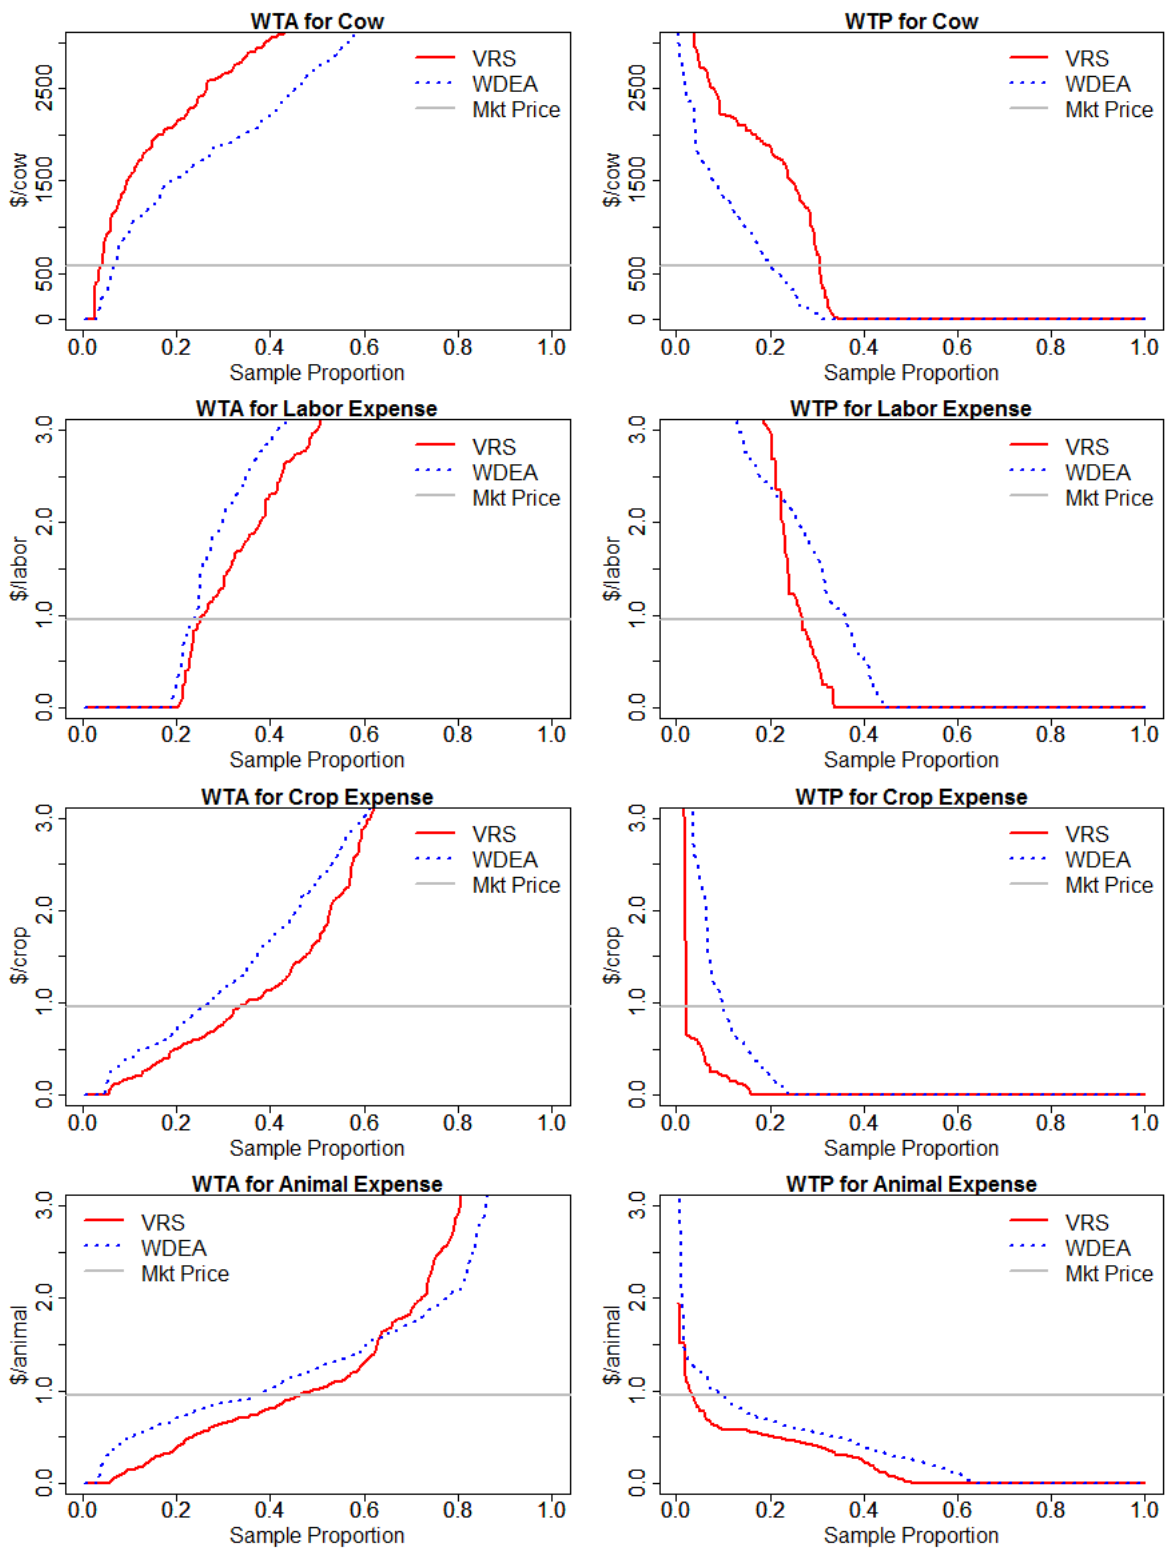 WTA for Cow
VRS
WDEA
Mkt Price
$/cow
0 500 1500 2500
0.0 0.2 0.4 0.6 0.8 1.0
Sample Proportion
WTP for Cow
VRS
WDEA
Mkt Price
$/cow
0 500 1500 2500
0.0 0.2 0.4 0.6 0.8 1.0
Sample Proportion
WTA for Labor Expense
VRS
WDEA
Mkt Price
$/labor
0.0 1.0 2.0 3.0
0.0 0.2 0.4 0.6 0.8 1.0
Sample Proportion
WTP for Labor Expense
VRS
WDEA
Mkt Price
$/labor
0.0 1.0 2.0 3.0
0.0 0.2 0.4 0.6 0.8 1.0
Sample Proportion
WTA for Crop Expense
VRS
WDEA
Mkt Price
$/crop
0.0 1.0 2.0 3.0
0.0 0.2 0.4 0.6 0.8 1.0
Sample Proportion
WTP for Crop Expense
VRS
WDEA
Mkt Price
$/crop
0.0 1.0 2.0 3.0
0.0 0.2 0.4 0.6 0.8 1.0
Sample Proportion
WTA for Animal Expense
VRS
WDEA
Mkt Price
$/animal
0.0 1.0 2.0 3.0
0.0 0.2 0.4 0.6 0.8 1.0
Sample Proportion
WTP for Animal Expense
VRS
WDEA
Mkt Price
$/animal
0.0 1.0 2.0 3.0
0.0 0.2 0.4 0.6 0.8 1.0
Sample Proportion